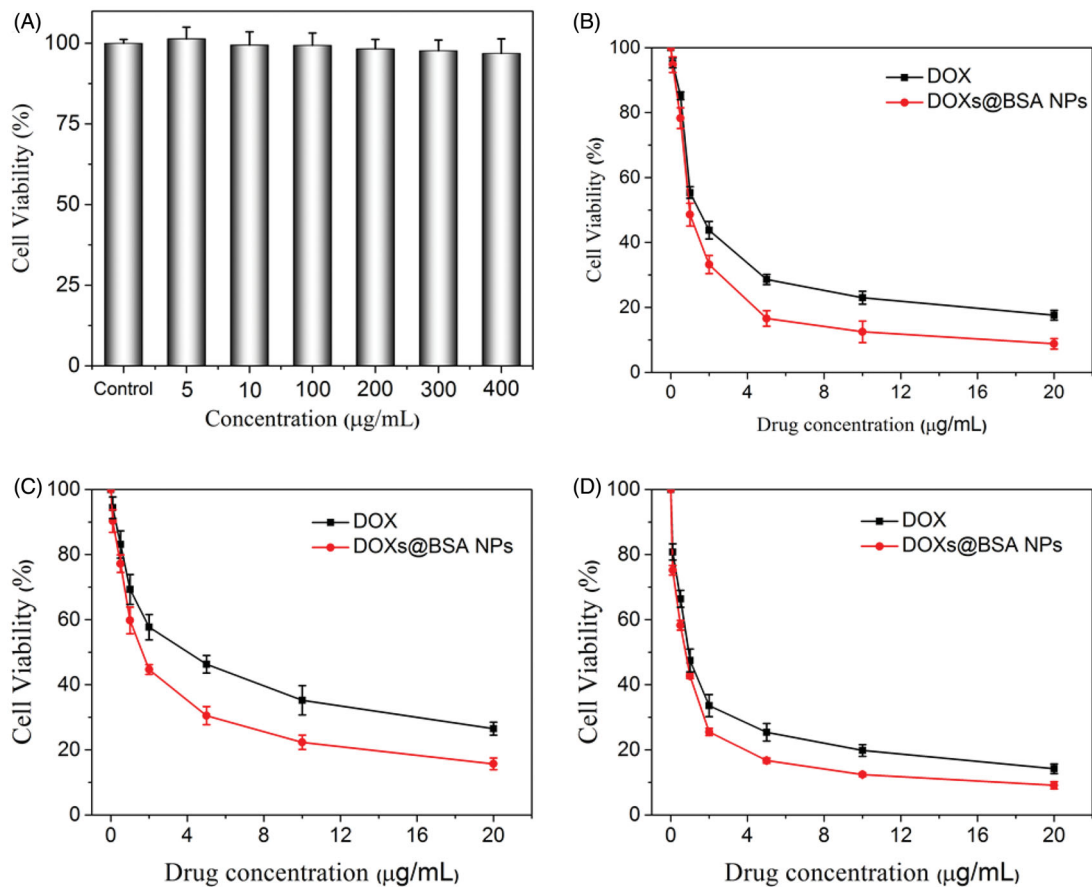 (A)
100
75
50
25
0
Cell Viability (%)
Control 5 10 100 200 300 400
Concentration (μg/mL)
(B)
100
80
60
40
20
0
Cell Viability (%)
DOX
DOXs@BSA NPs
0 4 8 12 16 20
Drug concentration (μg/mL)
(C)
100
80
60
40
20
0
Cell Viability (%)
DOX
DOXs@BSA NPs
0 4 8 12 16 20
Drug concentration (μg/mL)
(D)
100
80
60
40
20
0
Cell Viability (%)
DOX
DOXs@BSA NPs
0 4 8 12 16 20
Drug concentration (μg/mL)